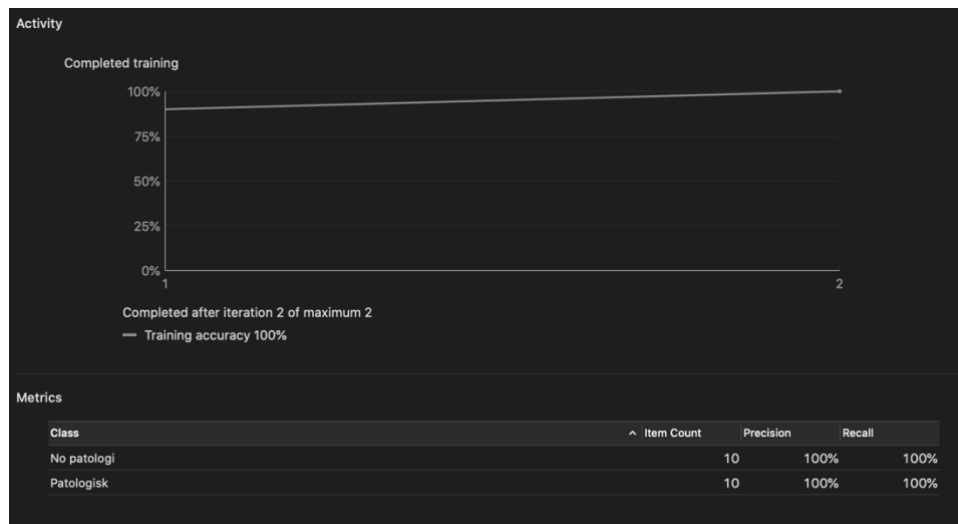 Activity
Completed training
100%
75%
50%
25%
0%
1 2
Completed after iteration 2 of maximum 2
Training accuracy 100%
Metrics
Class Item Count Precision Recall
No patologi 10 100% 100%
Patologisk 10 100% 100%